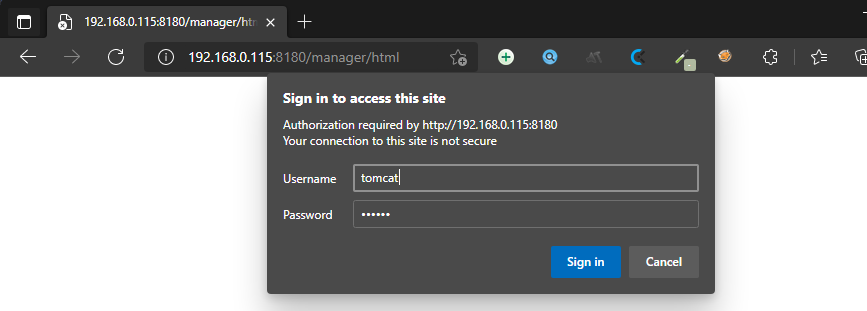 192.168.0.115:8180/manager/htm
192.168.0.115:8180/manager/html
Sign in to access this site
Authorization required by http://192.168.0.115:8180
Your connection to this site is not secure
Username
tomcat
Password
••••••
Sign in
Cancel